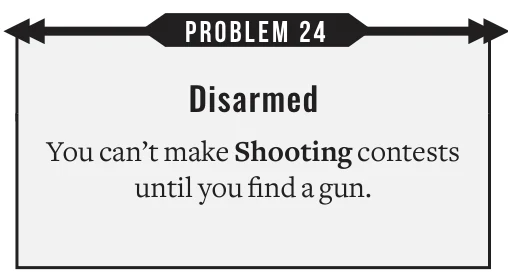 PROBLEM 24
Disarmed
You can't make Shooting contests
until you find a gun.